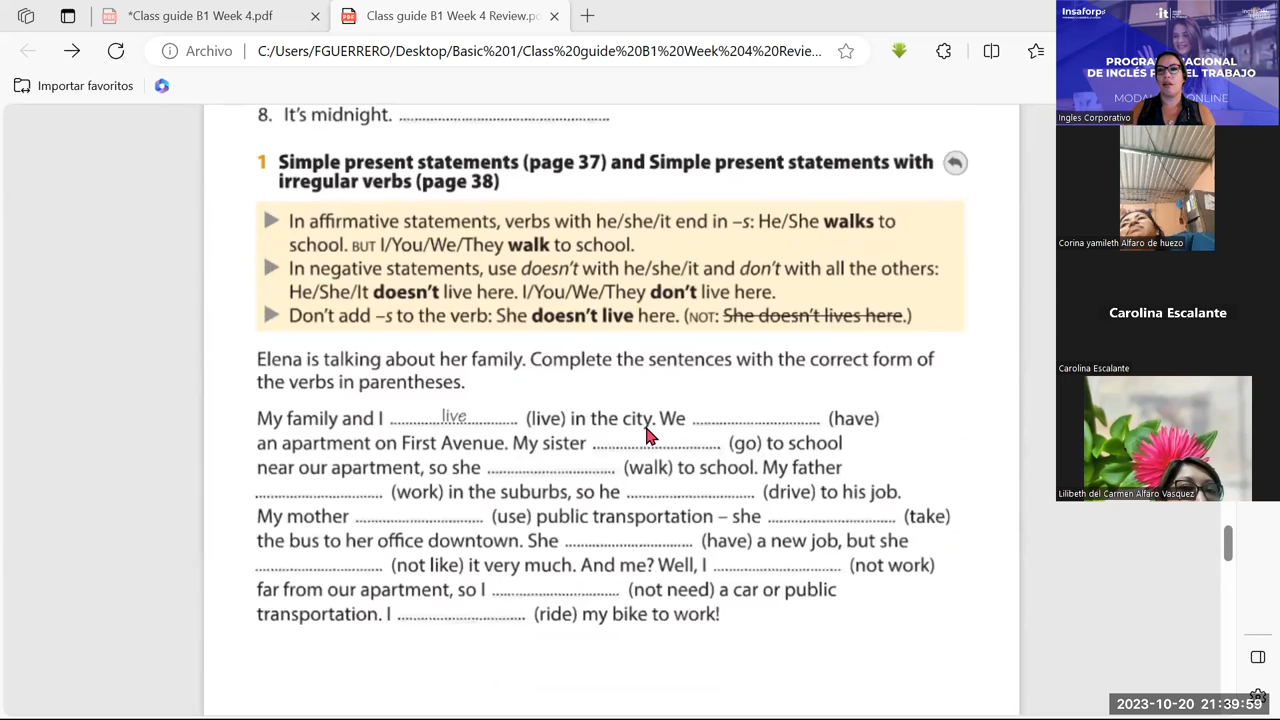 *Class guide B1 Week 4.pdf
Class guide B1 Week 4 Review.pdf
Archivo
C:/Users/FGUERRERO/Desktop/Basic%201/Class%20guide%20B1%20Week%204%20Revie...
Importar favoritos
8. It's midnight.
1 Simple present statements (page 37) and Simple present statements with
irregular verbs (page 38)
In affirmative statements, verbs with he/she/it end in –s: He/She walks to
school. BUT I/You/We/They walk to school.
In negative statements, use doesn't with he/she/it and don't with all the others:
He/She/It doesn't live here. I/You/We/They don't live here.
Don't add –s to the verb: She doesn't live here. (NOT: She doesn't lives here.)
Elena is talking about her family. Complete the sentences with the correct form of
the verbs in parentheses.
My family and I live (live) in the city. We (have)
an apartment on First Avenue. My sister (go) to school
near our apartment, so she (walk) to school. My father
(work) in the suburbs, so he (drive) to his job.
My mother (use) public transportation – she (take)
the bus to her office downtown. She (have) a new job, but she
(not like) it very much. And me? Well, I (not work)
far from our apartment, so I (not need) a car or public
transportation. I (ride) my bike to work!
Insaforp
it
PROGRAMA NACIONAL
DE INGLÉS PARA EL TRABAJO
ONLINE
Ingles Corporativo
Corina yamileth Alfaro de huezo
Carolina Escalante
Carolina Escalante
Lilibeth del Carmen Alfaro Vasquez
2023-10-20 21:39:59